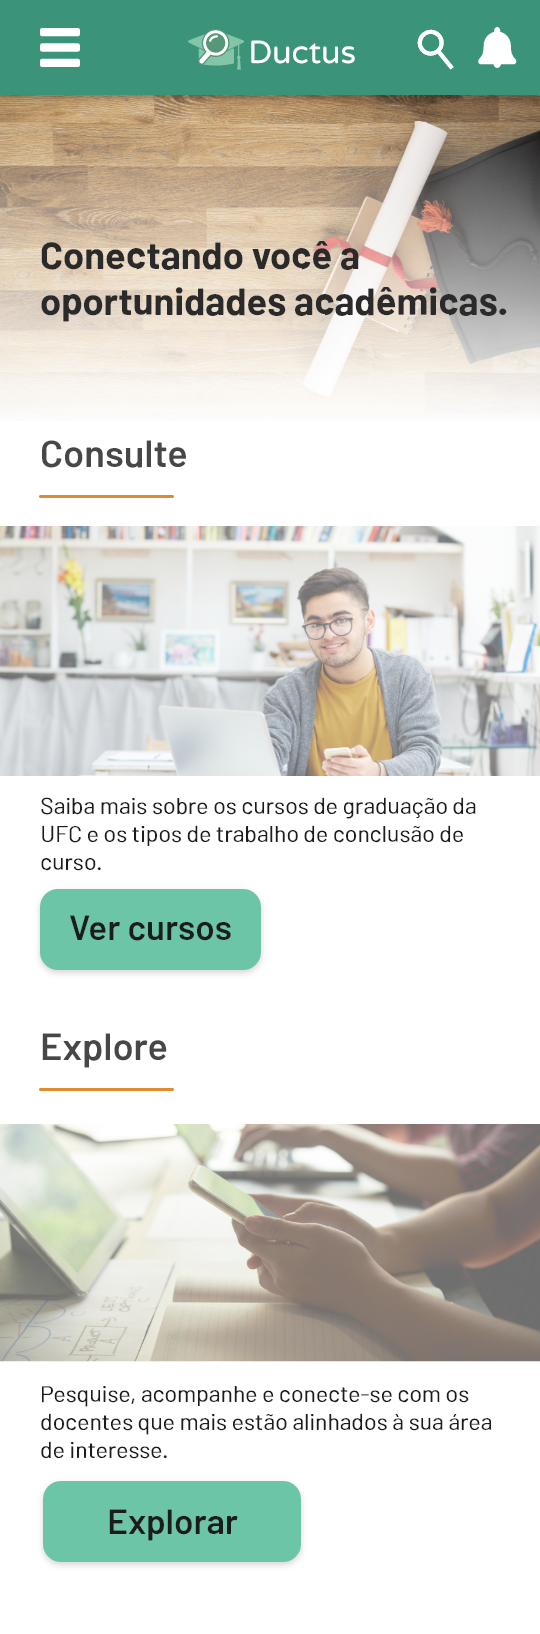 Ductus
Conectando você a
oportunidades acadêmicas.
Consulte
Saiba mais sobre os cursos de graduação da
UFC e os tipos de trabalho de conclusão de
curso.
Ver cursos
Explore
Pesquise, acompanhe e conecte-se com os
docentes que mais estão alinhados à sua área
de interesse.
Explorar